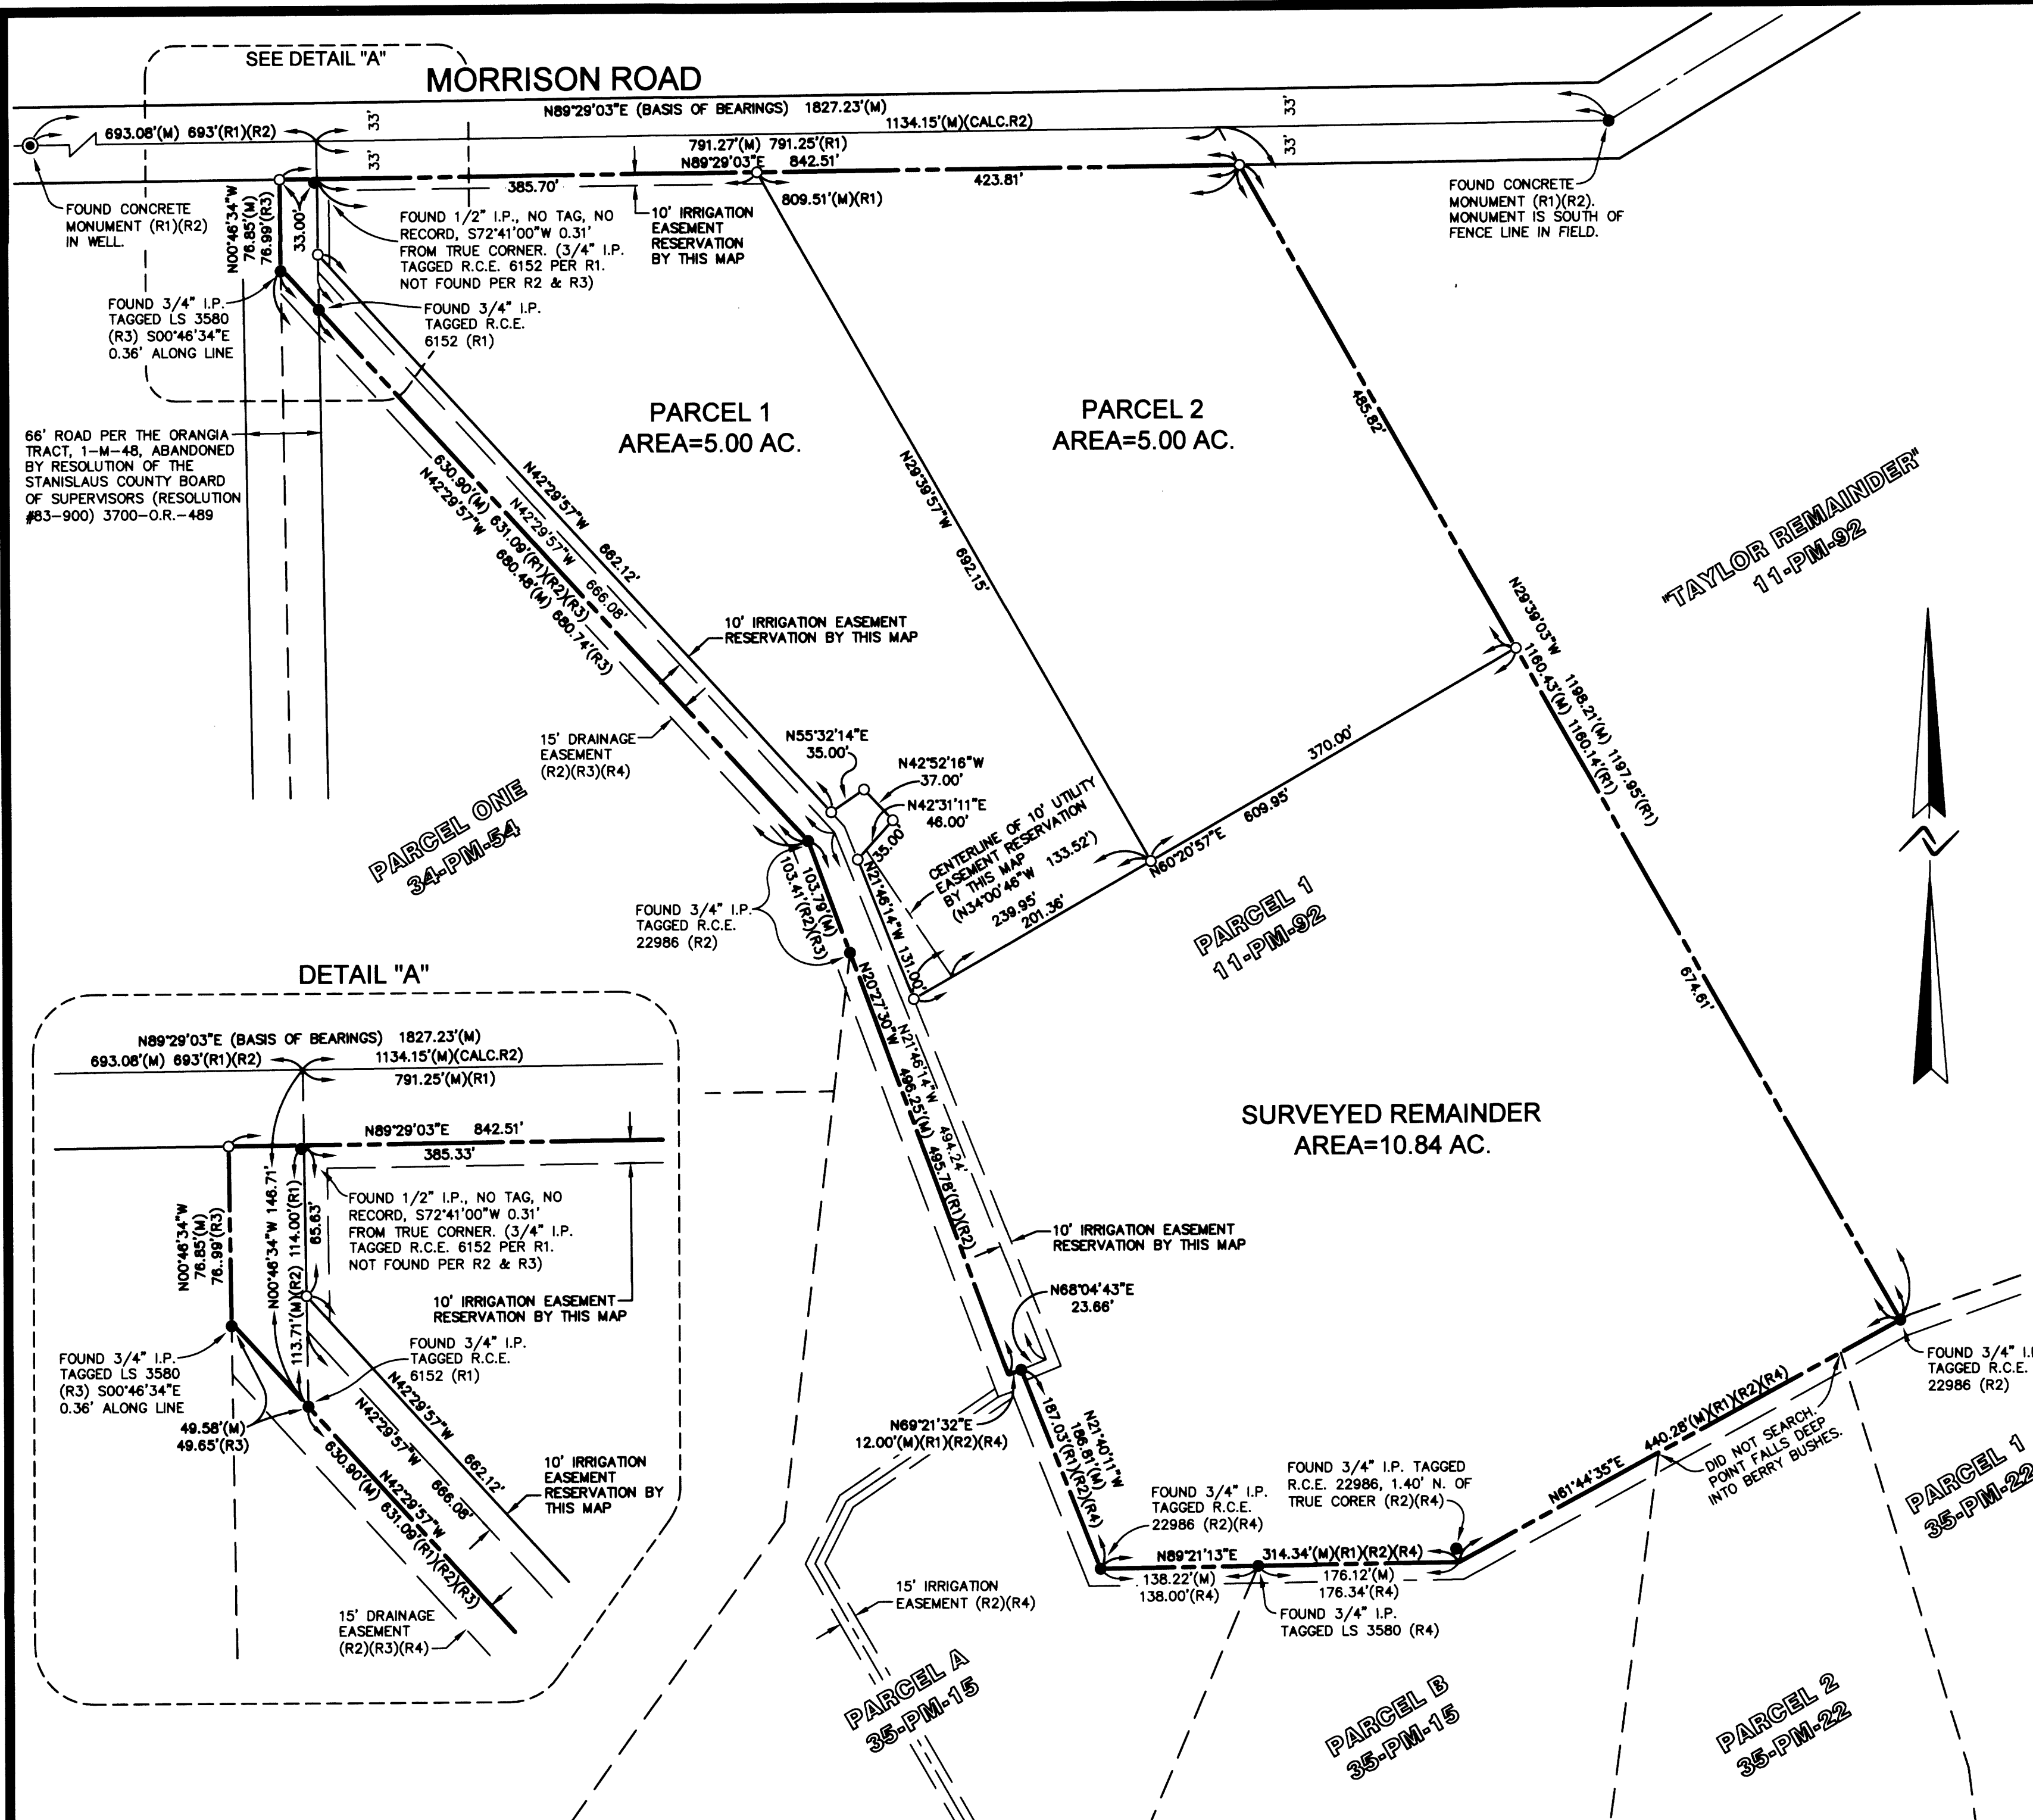 SEE DETAIL "A"
MORRISON ROAD
N89°29'03"E (BASIS OF BEARINGS) 1827.23'(M)
693.08'(M) 693'(R1)(R2)
33'
33'
1134.15'(M)(CALC.R2)
33'
33'
791.27'(M) 791.25'(R1)
N89°29'03"E 842.51'
385.70'
423.81'
809.51'(M)(R1)
FOUND CONCRETE
MONUMENT (R1)(R2)
IN WELL.
N00°46'34"W
76.85'(M)
76.99'(R3)
33.00'
FOUND 1/2" I.P., NO TAG, NO
RECORD, S72°41'00"W 0.31'
FROM TRUE CORNER. (3/4" I.P.
TAGGED R.C.E. 6152 PER R1.
NOT FOUND PER R2 & R3)
10' IRRIGATION
EASEMENT
RESERVATION
BY THIS MAP
FOUND CONCRETE
MONUMENT (R1)(R2).
MONUMENT IS SOUTH OF
FENCE LINE IN FIELD.
FOUND 3/4" I.P.
TAGGED LS 3580
(R3) S00°46'34"E
0.36' ALONG LINE
FOUND 3/4" I.P.
TAGGED R.C.E.
6152 (R1)
66' ROAD PER THE ORANGIA
TRACT, 1-M-48, ABANDONED
BY RESOLUTION OF THE
STANISLAUS COUNTY BOARD
OF SUPERVISORS (RESOLUTION
#83-900) 3700-O.R.-489
PARCEL 1
AREA=5.00 AC.
PARCEL 2
AREA=5.00 AC.
485.82'
N29°39'57"W 692.15'
N42°29'57"W 662.12'
N42°29'57"W 666.08'
630.90'(M) 631.09'(R1)(R2)(R3)
N42°29'57"W 680.48'(M) 680.74'(R3)
"TAYLOR REMAINDER"
11-PM-92
10' IRRIGATION EASEMENT
RESERVATION BY THIS MAP
N29°39'03"W
1198.21'(M) 1197.95'(R1)
1160.43'(M) 1160.14'(R1)
15' DRAINAGE
EASEMENT
(R2)(R3)(R4)
N55°32'14"E
35.00'
N42°52'16"W
37.00'
N42°31'11"E
46.00'
35.00'
370.00'
N60°20'57"E 609.95'
CENTERLINE OF 10' UTILITY
EASEMENT RESERVATION
BY THIS MAP
(N34°00'46"W 133.52')
239.95'
201.36'
PARCEL ONE
34-PM-54
103.79'(M)
103.41'(R2)(R3)
N21°46'14"W 131.00'
FOUND 3/4" I.P.
TAGGED R.C.E.
22986 (R2)
PARCEL 1
11-PM-92
674.61'
N20°27'30"W 496.25'(M) 495.78'(R1)(R2)
N21°46'14"W 494.24'
SURVEYED REMAINDER
AREA=10.84 AC.
10' IRRIGATION EASEMENT
RESERVATION BY THIS MAP
N68°04'43"E
23.66'
N69°21'32"E
12.00'(M)(R1)(R2)(R4)
N21°40'11"W
186.81'(M)
187.03'(R1)(R2)(R4)
FOUND 3/4" I.P.
TAGGED R.C.E.
22986 (R2)(R4)
FOUND 3/4" I.P. TAGGED
R.C.E. 22986, 1.40' N. OF
TRUE CORER (R2)(R4)
N89°21'13"E 314.34'(M)(R1)(R2)(R4)
138.22'(M)
138.00'(R4)
176.12'(M)
176.34'(R4)
FOUND 3/4" I.P.
TAGGED LS 3580 (R4)
N61°44'35"E 440.28'(M)(R1)(R2)(R4)
DID NOT SEARCH.
POINT FALLS DEEP
INTO BERRY BUSHES.
FOUND 3/4" I.
TAGGED R.C.E.
22986 (R2)
PARCEL 1
35-PM-22
15' IRRIGATION
EASEMENT (R2)(R4)
PARCEL A
35-PM-15
PARCEL B
35-PM-15
PARCEL 2
35-PM-22
DETAIL "A"
N89°29'03"E (BASIS OF BEARINGS) 1827.23'(M)
693.08'(M) 693'(R1)(R2)
1134.15'(M)(CALC.R2)
791.25'(M)(R1)
N89°29'03"E 842.51'
385.33'
N00°46'34"W
76.85'(M)
76..99'(R3)
N00°46'34"W 146.71'
113.71'(M)(R2) 114.00'(R1)
65.63'
FOUND 1/2" I.P., NO TAG, NO
RECORD, S72°41'00"W 0.31'
FROM TRUE CORNER. (3/4" I.P.
TAGGED R.C.E. 6152 PER R1.
NOT FOUND PER R2 & R3)
10' IRRIGATION EASEMENT
RESERVATION BY THIS MAP
FOUND 3/4" I.P.
TAGGED R.C.E.
6152 (R1)
FOUND 3/4" I.P.
TAGGED LS 3580
(R3) S00°46'34"E
0.36' ALONG LINE
49.58'(M)
49.65'(R3)
N42°29'57"W 662.12'
N42°29'57"W 666.08'
N42°29'57"W
630.90'(M) 631.09'(R1)(R2)(R3)
10' IRRIGATION
EASEMENT
RESERVATION BY
THIS MAP
15' DRAINAGE
EASEMENT
(R2)(R3)(R4)